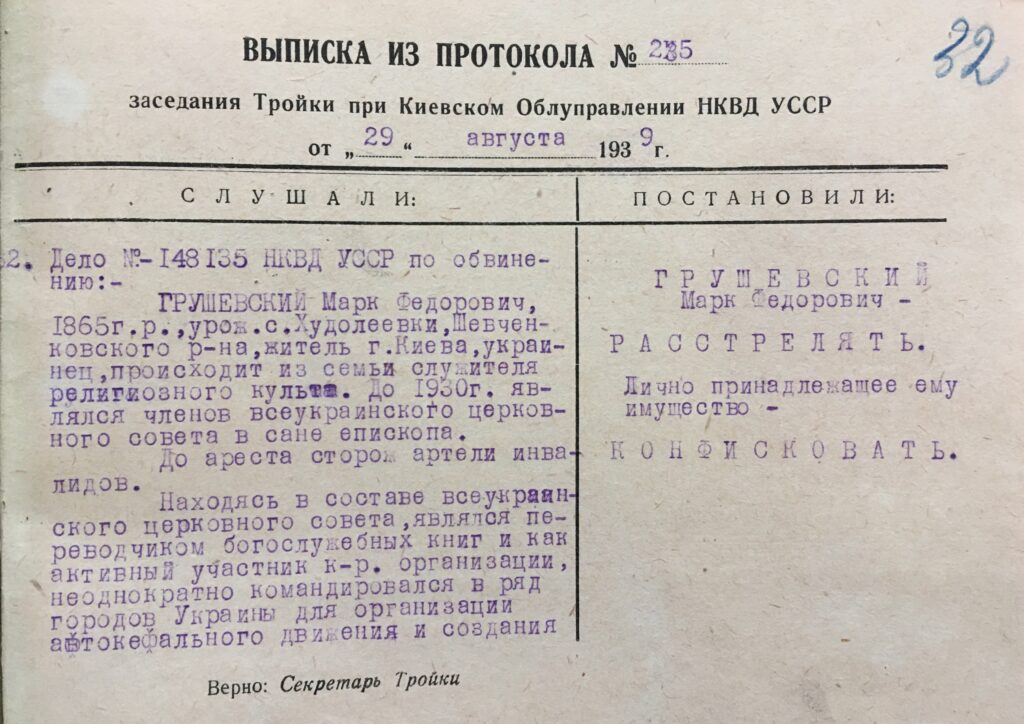 32
ВЫПИСКА ИЗ ПРОТОКОЛА № 235
заседания Тройки при Киевском Облуправлении НКВД УССР
от „29“ августа 1939г.
СЛУШАЛИ:
32. Дело №-148135 НКВД УССР по обвине-
нию:-
ГРУШЕВСКИЙ Марк Федорович,
1865г.р.,урож.с.Худолеевки,Шевчен-
ковского р-на,житель г.Киева,украи-
нец,происходит из семьи служителя
религиозного культа. До 1930г. яв-
лялся членов всеукраинского церков-
ного совета в сане епископа.
До ареста сторож артели инва-
лидов.
Находясь в составе всеукраин-
ского церковного совета,являлся пе-
реводчиком богослужебных книг и как
активный участник к-р. организации,
неоднократно командировался в ряд
городов Украины для организации
автокефального движения и создания
ПОСТАНОВИЛИ:
ГРУШЕВСКИЙ
Марк Федорович -
РАССТРЕЛЯТЬ.
Лично принадлежащее ему
имущество -
КОНФИСКОВАТЬ.
Верно: Секретарь Тройки